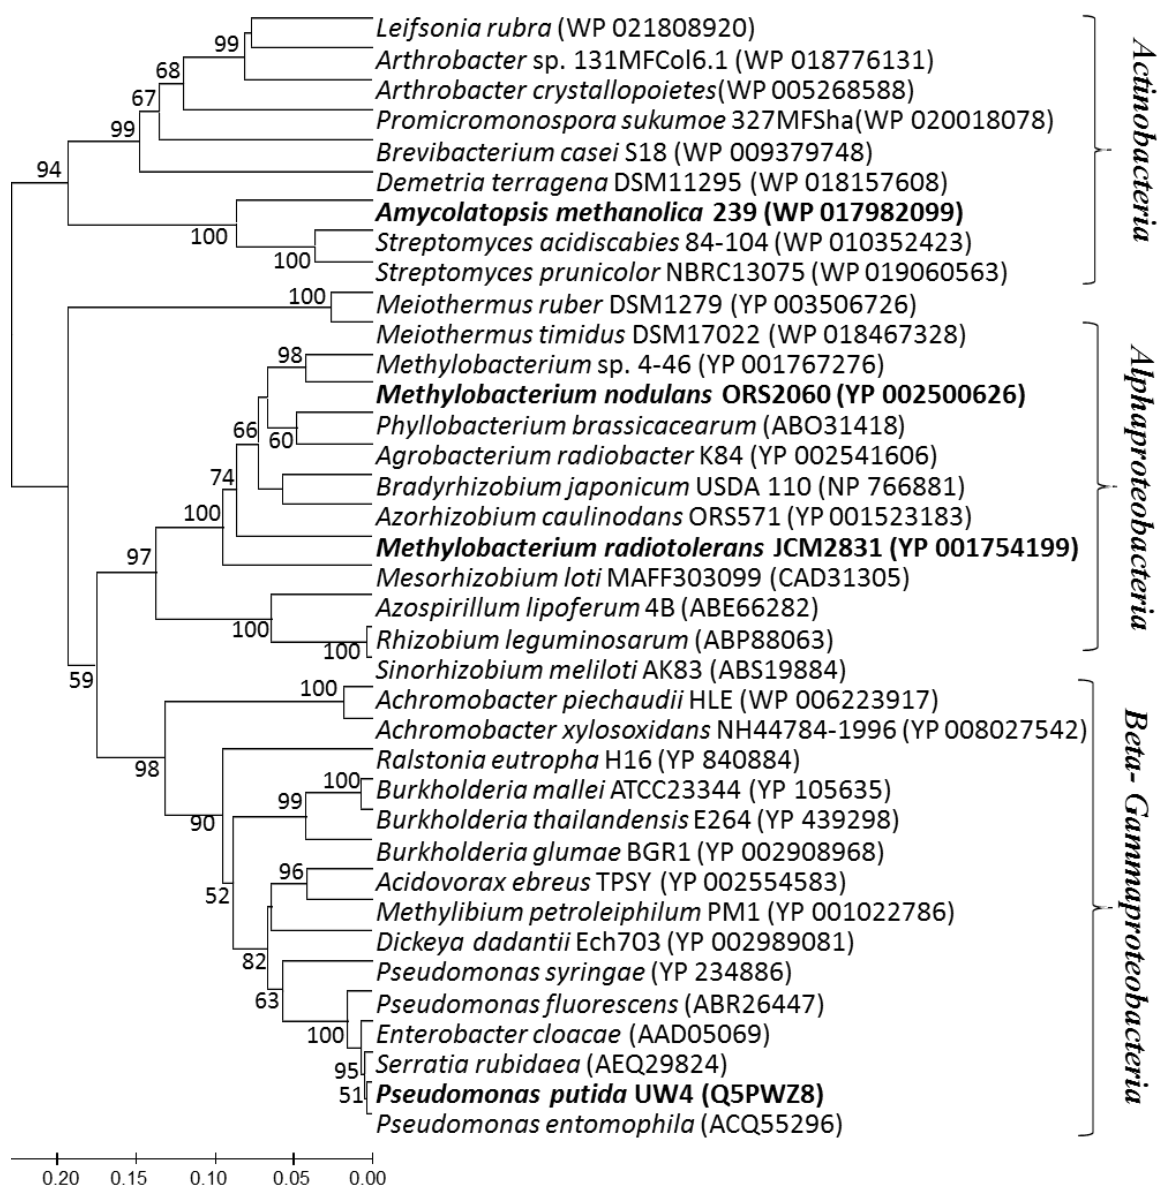 Leifsonia rubra (WP 021808920)
99
Arthrobacter sp. 131MFCol6.1 (WP 018776131)
68
Arthrobacter crystallopoietes(WP 005268588)
67
Promicromonospora sukumoe 327MFSha(WP 020018078)
99
Brevibacterium casei S18 (WP 009379748)
94
Demetria terragena DSM11295 (WP 018157608)
Amycolatopsis methanolica 239 (WP 017982099)
100
Streptomyces acidiscabies 84-104 (WP 010352423)
100
Streptomyces prunicolor NBRC13075 (WP 019060563)
Actinobacteria
100
Meiothermus ruber DSM1279 (YP 003506726)
Meiothermus timidus DSM17022 (WP 018467328)
98
Methylobacterium sp. 4-46 (YP 001767276)
Methylobacterium nodulans ORS2060 (YP 002500626)
Phyllobacterium brassicacearum (ABO31418)
66
60
Agrobacterium radiobacter K84 (YP 002541606)
74
Bradyrhizobium japonicum USDA 110 (NP 766881)
100
Azorhizobium caulinodans ORS571 (YP 001523183)
Methylobacterium radiotolerans JCM2831 (YP 001754199)
97
Mesorhizobium loti MAFF303099 (CAD31305)
Azospirillum lipoferum 4B (ABE66282)
100
Rhizobium leguminosarum (ABP88063)
100
Sinorhizobium meliloti AK83 (ABS19884)
Alphaproteobacteria
59
100
Achromobacter piechaudii HLE (WP 006223917)
Achromobacter xylosoxidans NH44784-1996 (YP 008027542)
98
Ralstonia eutropha H16 (YP 840884)
100
Burkholderia mallei ATCC23344 (YP 105635)
99
90
Burkholderia thailandensis E264 (YP 439298)
Burkholderia glumae BGR1 (YP 002908968)
96
52
Acidovorax ebreus TPSY (YP 002554583)
Methylibium petroleiphilum PM1 (YP 001022786)
Dickeya dadantii Ech703 (YP 002989081)
82
Pseudomonas syringae (YP 234886)
63
Pseudomonas fluorescens (ABR26447)
100
Enterobacter cloacae (AAD05069)
Serratia rubidaea (AEQ29824)
95
51
Pseudomonas putida UW4 (Q5PWZ8)
Pseudomonas entomophila (ACQ55296)
Beta- Gammaproteobacteria
0.20 0.15 0.10 0.05 0.00